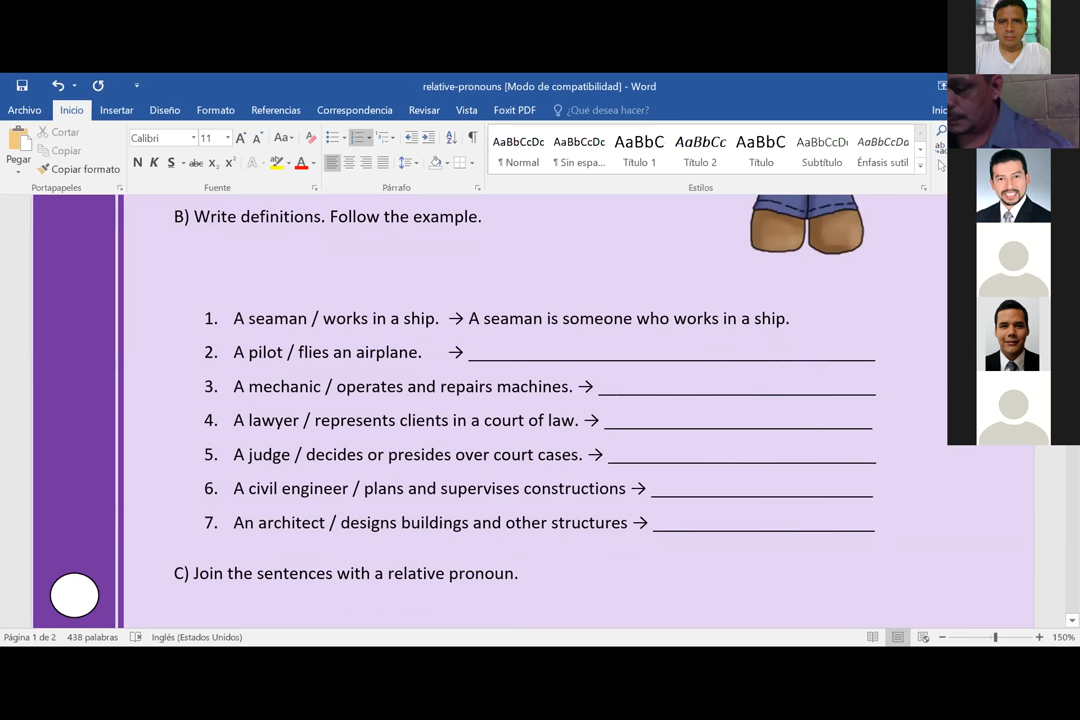 relative-pronouns [Modo de compatibilidad] - Word
Archivo Inicio Insertar Diseño Formato Referencias Correspondencia Revisar Vista Foxit PDF ¿Qué desea hacer?
Pegar
Cortar
Copiar
Copiar formato
Portapapeles
Calibri 11
Aa
N K S abc x₂ x²
Fuente
Párrafo
AaBbCcDc AaBbCcDc AaBbC AaBbCc AaBbC AaBbCcD AaBbCcDa
¶ Normal ¶ Sin espa... Título 1 Título 2 Título Subtítulo Énfasis sutil
Estilos
B) Write definitions. Follow the example.
1. A seaman / works in a ship. → A seaman is someone who works in a ship.
2. A pilot / flies an airplane. →
3. A mechanic / operates and repairs machines. →
4. A lawyer / represents clients in a court of law. →
5. A judge / decides or presides over court cases. →
6. A civil engineer / plans and supervises constructions →
7. An architect / designs buildings and other structures →
C) Join the sentences with a relative pronoun.
Página 1 de 2 438 palabras Inglés (Estados Unidos) 150%